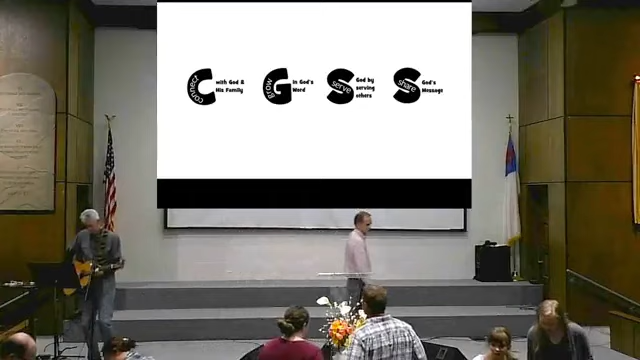 connect
with God &
His Family
grow
in God's
Word
serve
God by
serving
others
share
God's
Message